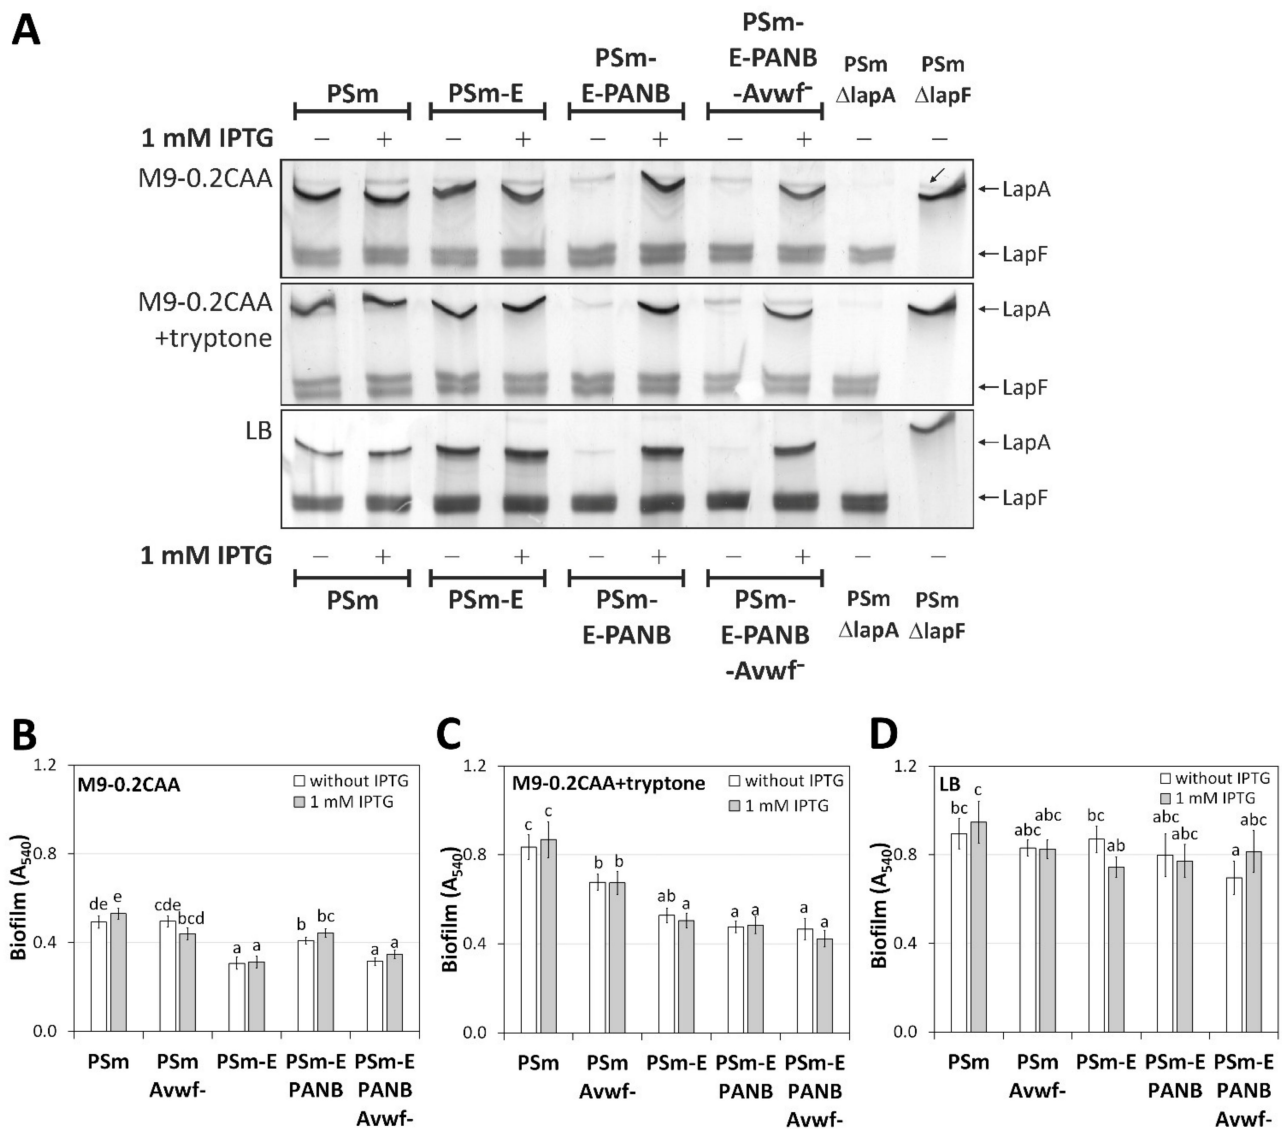 A
PSm
PSm-E
PSm-
E-PANB
PSm-
E-PANB
-Avwf⁻
PSm
ΔlapA
PSm
ΔlapF
1 mM IPTG − + − + − + − + − −
M9-0.2CAA
←LapA
←LapF
M9-0.2CAA
+tryptone
←LapA
←LapF
LB
←LapA
←LapF
1 mM IPTG − + − + − + − + − −
PSm
PSm-E
PSm-
E-PANB
PSm-
E-PANB
-Avwf⁻
PSm
ΔlapA
PSm
ΔlapF
B
M9-0.2CAA
without IPTG
1 mM IPTG
Biofilm (A540)
1.2
0.8
0.4
0.0
de e
cde bcd
a a
b bc
a a
PSm
PSm
Avwf-
PSm-E
PSm-E
PANB
PSm-E
PANB
Avwf-
C
M9-0.2CAA+tryptone
without IPTG
1 mM IPTG
Biofilm (A540)
1.2
0.8
0.4
0.0
c c
b b
ab a
a a
a a
PSm
PSm
Avwf-
PSm-E
PSm-E
PANB
PSm-E
PANB
Avwf-
D
LB
without IPTG
1 mM IPTG
Biofilm (A540)
1.2
0.8
0.4
0.0
bc c
abc abc
bc ab
abc abc
a abc
PSm
PSm
Avwf-
PSm-E
PSm-E
PANB
PSm-E
PANB
Avwf-